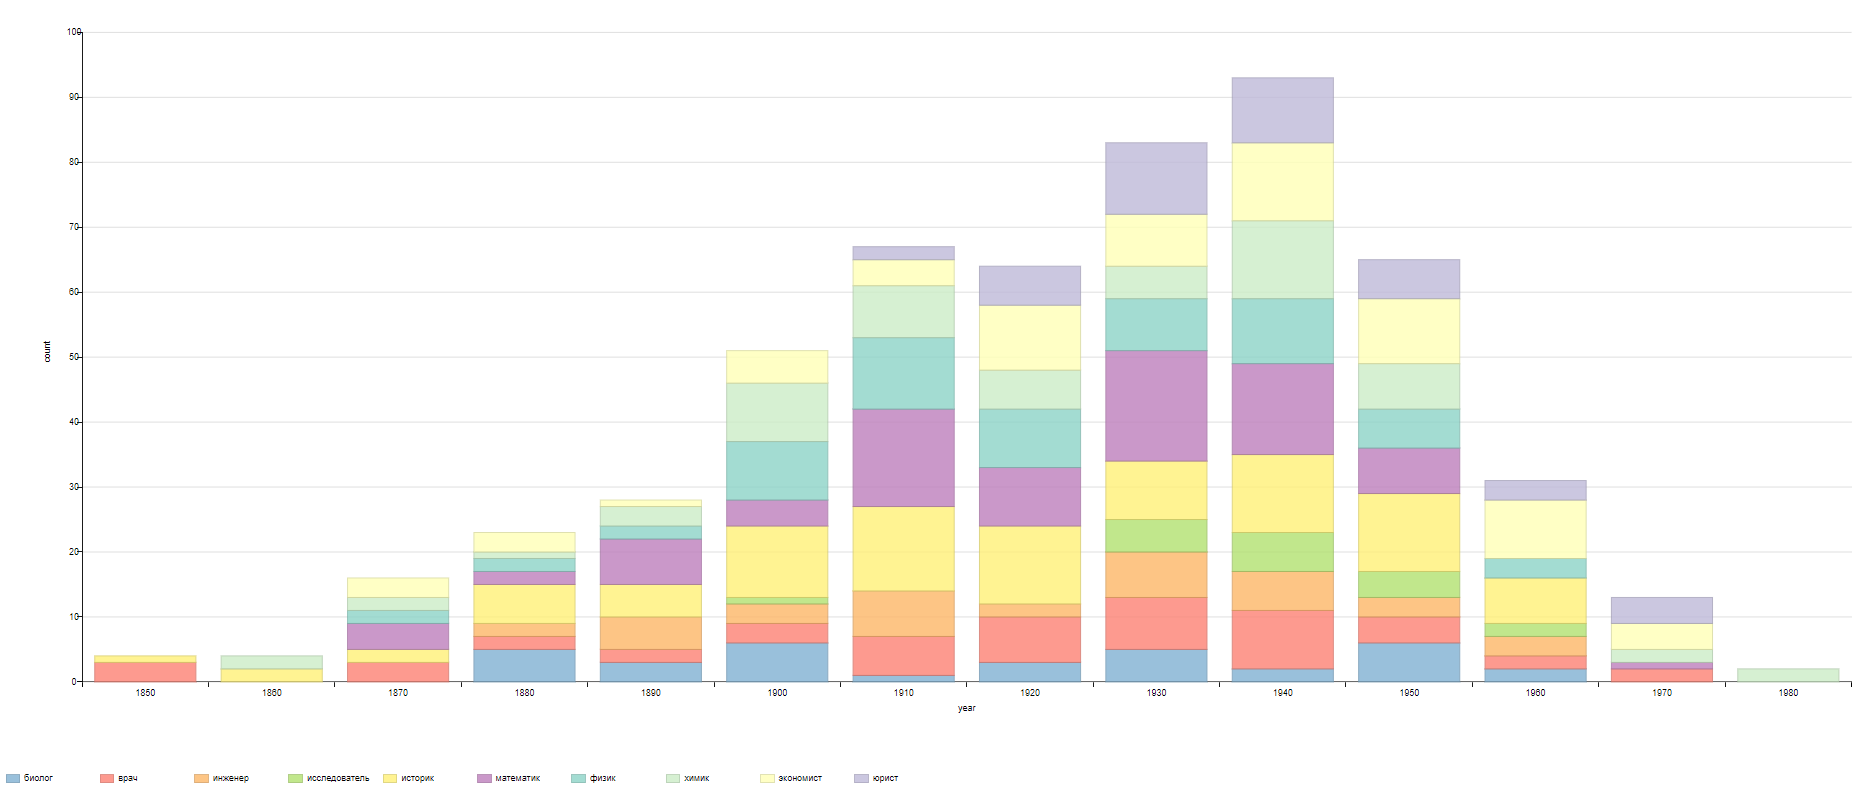 100
90
80
70
60
50
40
30
20
10
0
count
1850 1860 1870 1880 1890 1900 1910 1920 1930 1940 1950 1960 1970 1980
year
биолог врач инженер исследователь историк математик физик химик экономист юрист